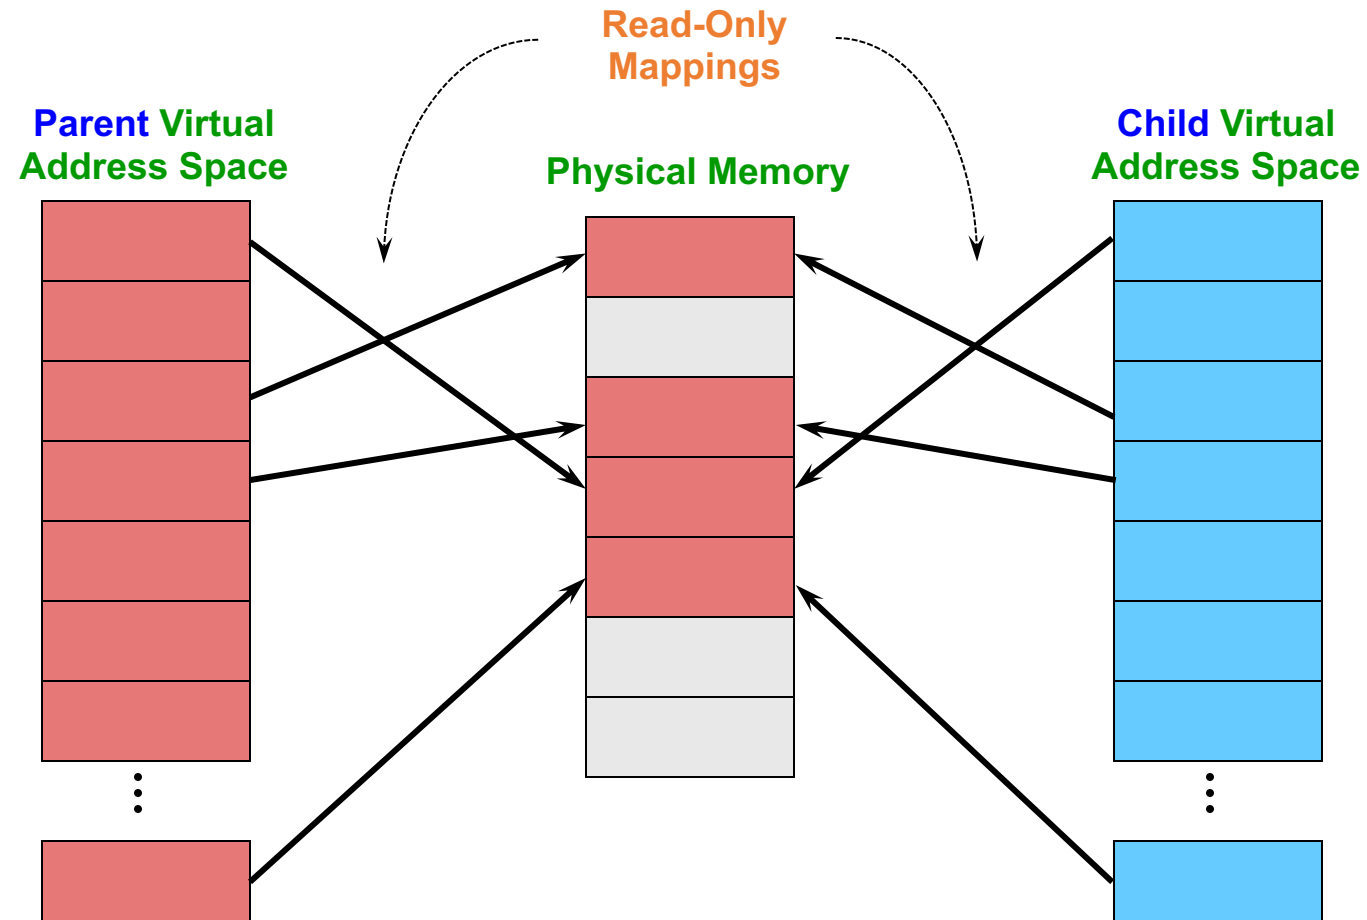 Read-Only
Mappings
Parent Virtual
Address Space
Physical Memory
Child Virtual
Address Space